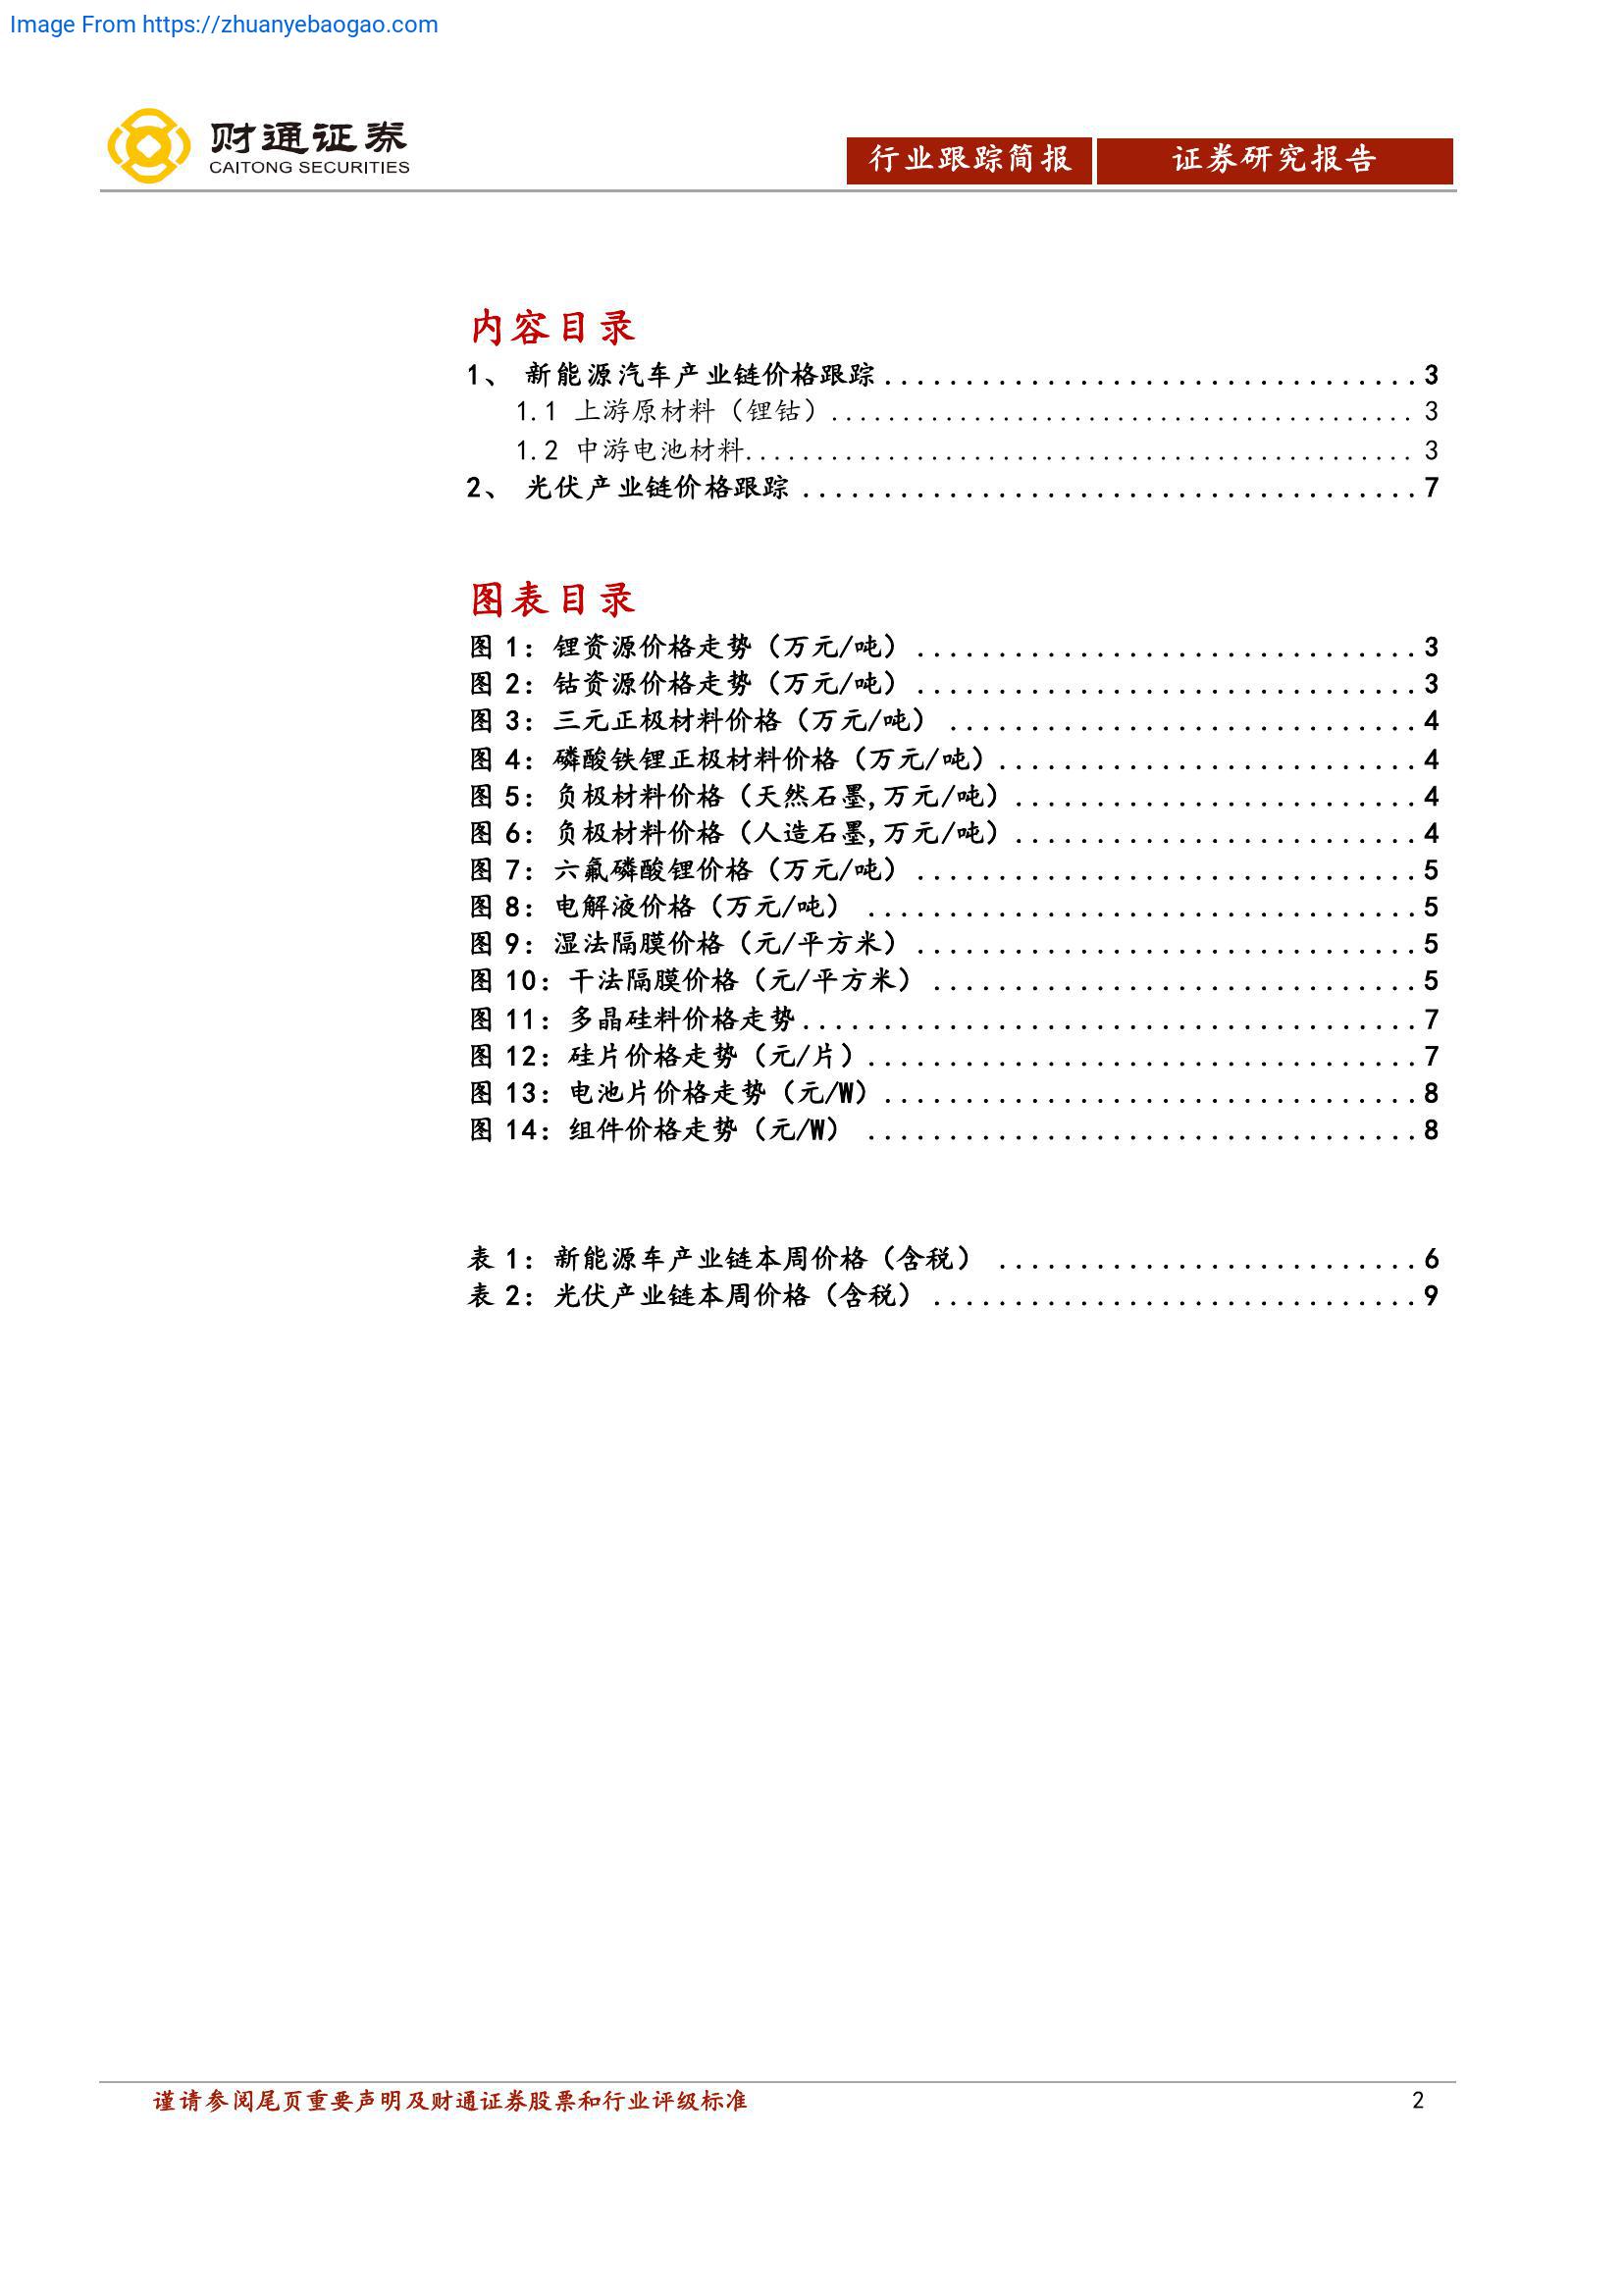 Image From https://zhuanyebaogao.com
财通证券
CAITONG SECURITIES
行业跟踪简报 证券研究报告
内容目录
1、 新能源汽车产业链价格跟踪 ................................. 3
1.1 上游原材料（锂钴）......................................... 3
1.2 中游电池材料............................................... 3
2、 光伏产业链价格跟踪 ...................................... 7
图表目录
图 1: 锂资源价格走势（万元/吨） ............................... 3
图 2: 钴资源价格走势（万元/吨） ............................... 3
图 3: 三元正极材料价格（万元/吨） ............................. 4
图 4: 磷酸铁锂正极材料价格（万元/吨）.......................... 4
图 5: 负极材料价格（天然石墨,万元/吨） ......................... 4
图 6: 负极材料价格（人造石墨,万元/吨） ......................... 4
图 7: 六氟磷酸锂价格（万元/吨） ............................... 5
图 8: 电解液价格（万元/吨） .................................. 5
图 9: 湿法隔膜价格（元/平方米） ............................... 5
图 10: 干法隔膜价格（元/平方米） .............................. 5
图 11: 多晶硅料价格走势...................................... 7
图 12: 硅片价格走势（元/片）.................................. 7
图 13: 电池片价格走势（元/W）................................. 8
图 14: 组件价格走势（元/W） .................................. 8
表 1: 新能源车产业链本周价格（含税） .......................... 6
表 2: 光伏产业链本周价格（含税） .............................. 9
谨请参阅尾页重要声明及财通证券股票和行业评级标准 2